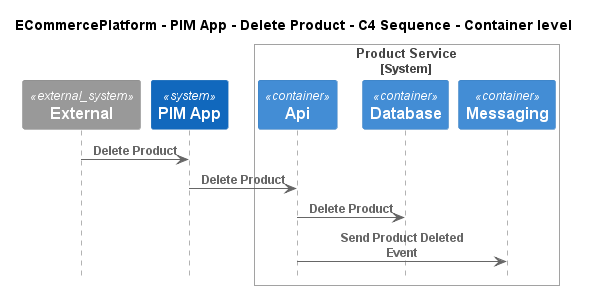 ECommercePlatform - PIM App - Delete Product - C4 Sequence - Container level
Product Service
[System]
«external_system»
External
«system»
PIM App
«container»
Api
«container»
Database
«container»
Messaging
Delete Product
Delete Product
Delete Product
Send Product Deleted
Event